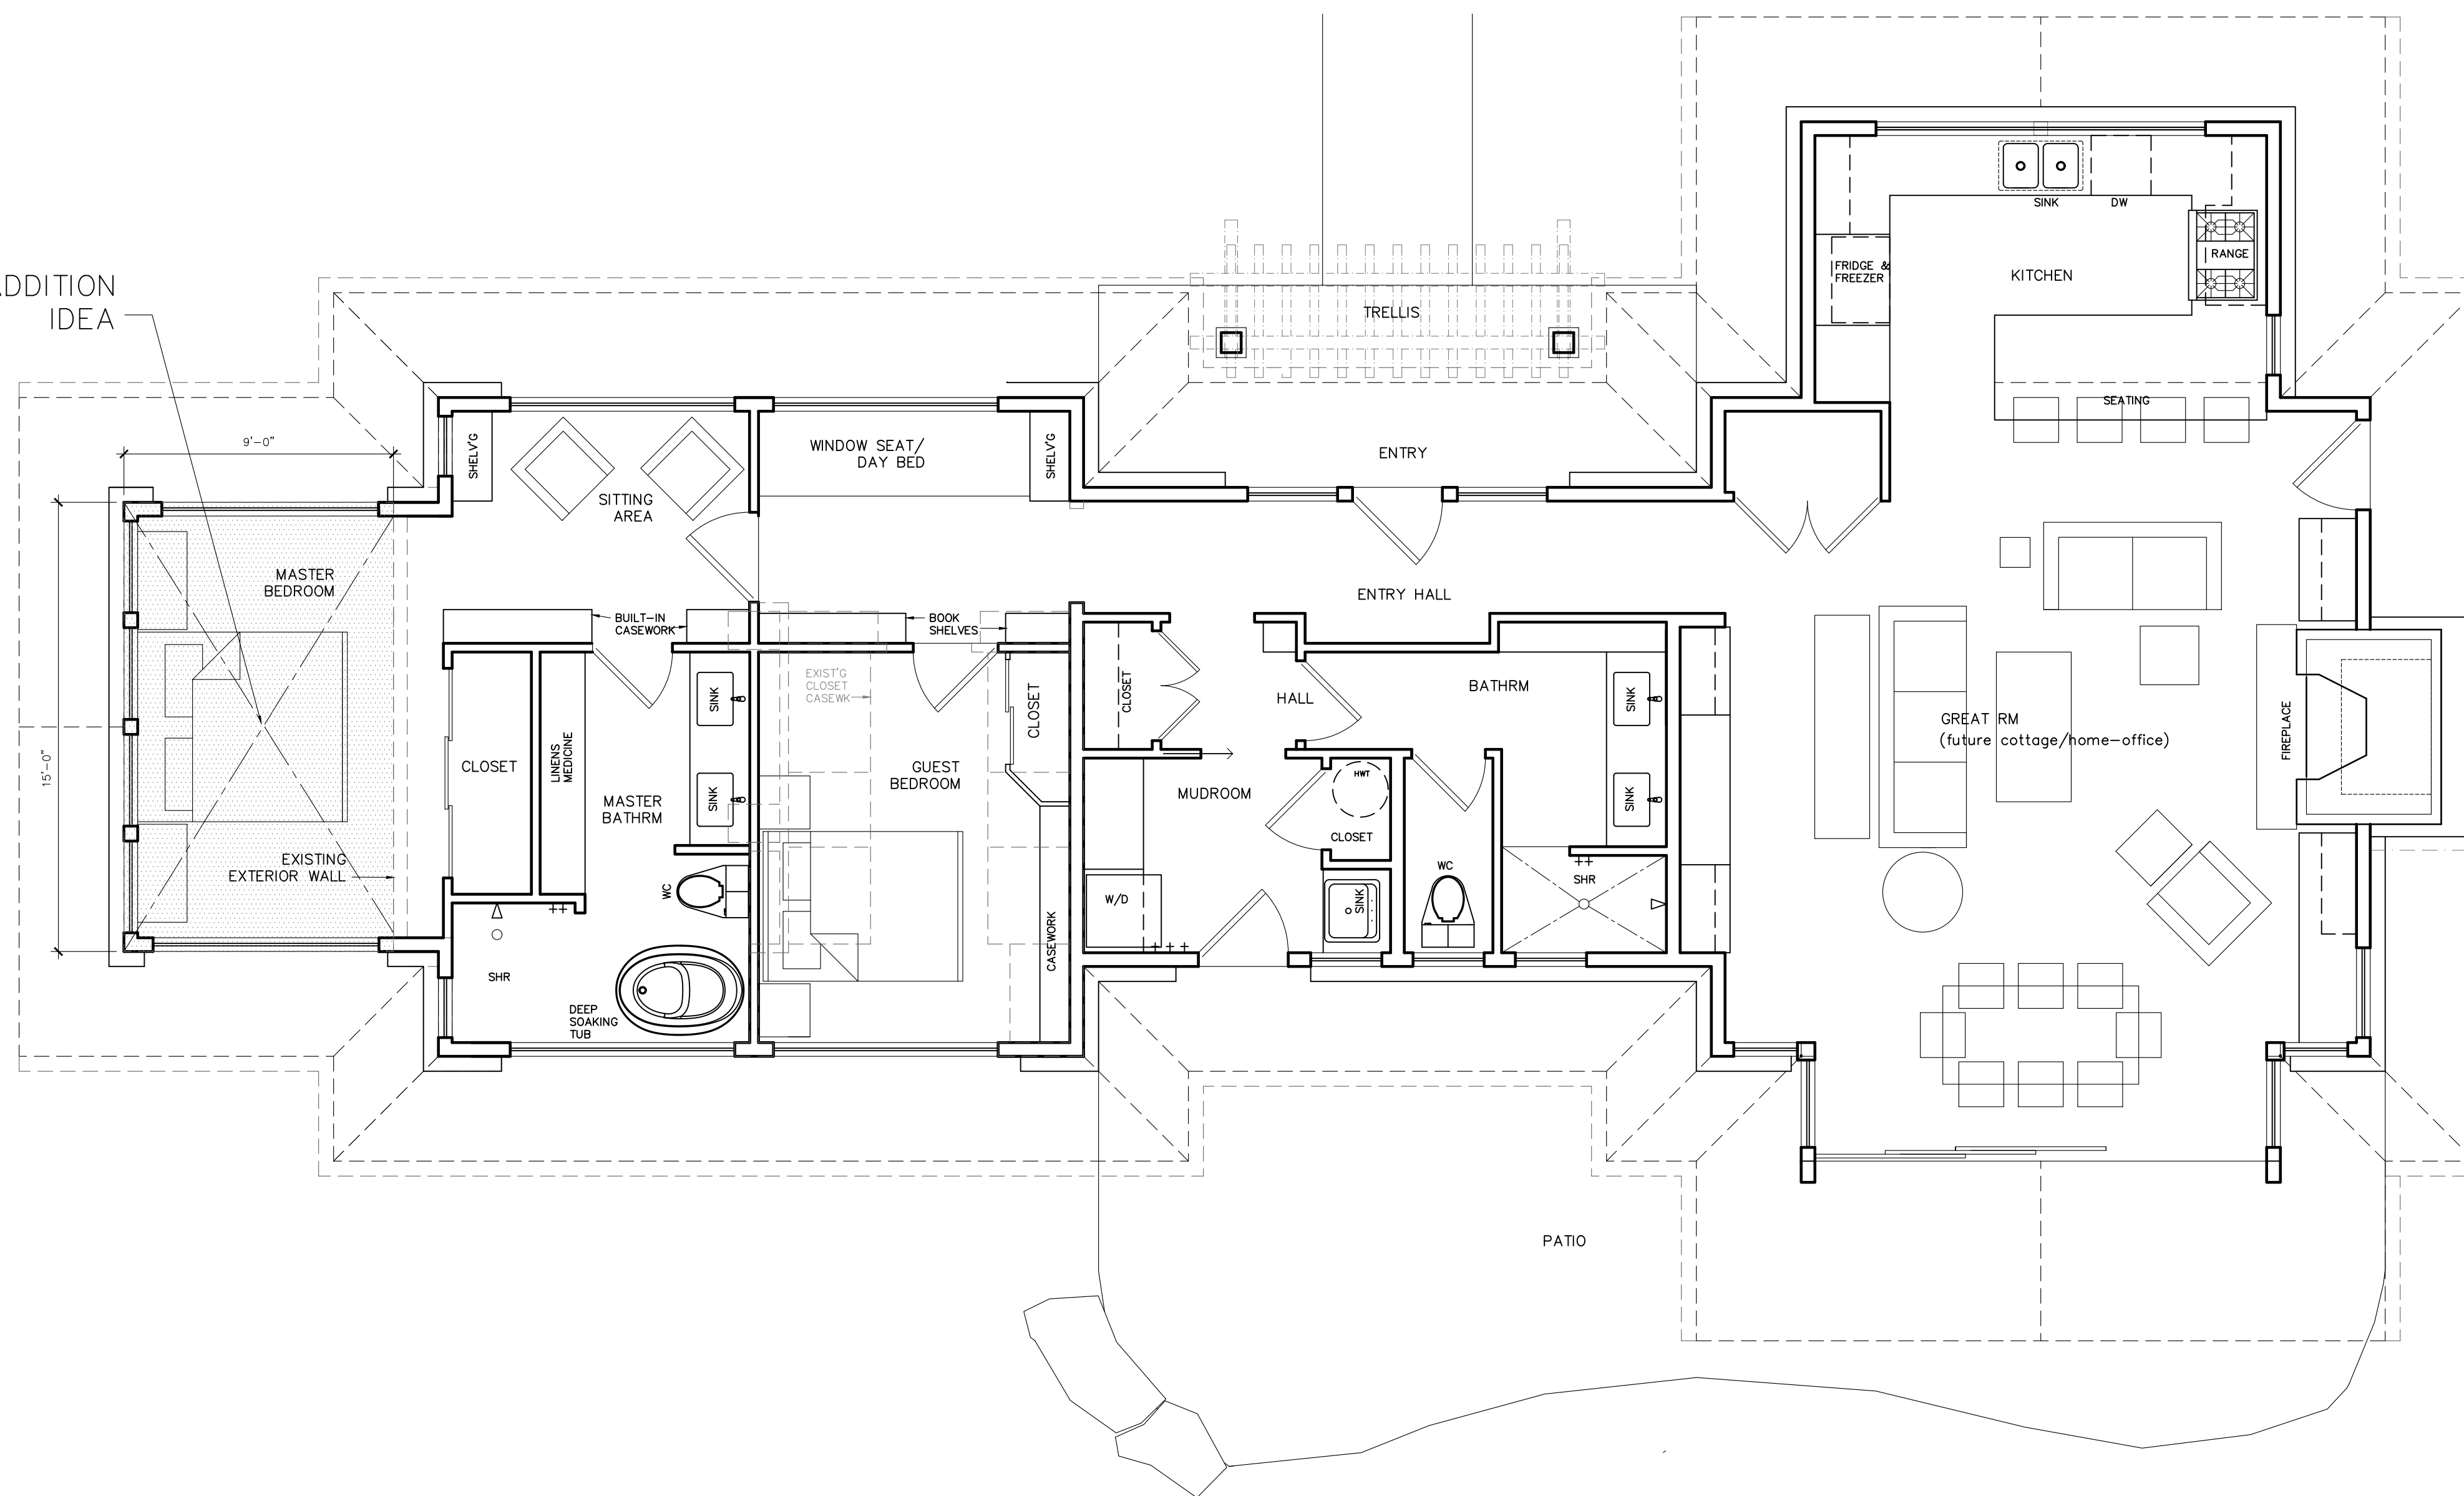 ADDITION
IDEA
9'-0"
15'-0"
MASTER
BEDROOM
EXISTING
EXTERIOR WALL
SHELV'G
SITTING
AREA
BUILT-IN
CASEWORK
CLOSET
LINENS
MEDICINE
MASTER
BATHRM
SINK
SINK
WC
SHR
DEEP
SOAKING
TUB
WINDOW SEAT/
DAY BED
SHELV'G
BOOK
SHELVES
EXIST'G
CLOSET
CASEWK
GUEST
BEDROOM
CLOSET
CASEWORK
TRELLIS
ENTRY
ENTRY HALL
CLOSET
HALL
BATHRM
MUDROOM
HWT
CLOSET
W/D
SINK
WC
SINK
SINK
SHR
SINK
DW
RANGE
FRIDGE &
FREEZER
KITCHEN
SEATING
GREAT RM
(future cottage/home-office)
FIREPLACE
PATIO